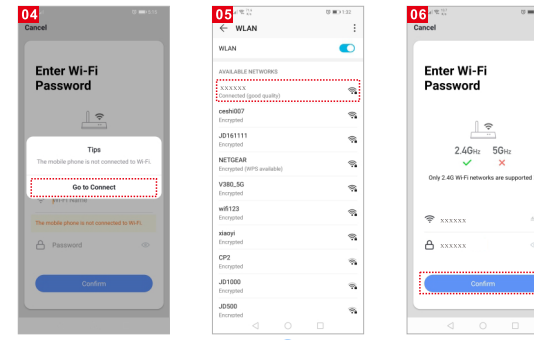 04
Cancel
Enter Wi-Fi
Password
Tips
The mobile phone is not connected to Wi-Fi.
Go to Connect
The mobile phone is not connected to Wi-Fi.
Password
Confirm
05
1:22
WLAN
WLAN
AVAILABLE NETWORKS
XXXXXX
Connected (good quality)
ceshi007
Encrypted
JD161111
Encrypted
NETGEAR
Encrypted (WPS available)
V380_5G
Encrypted
wifi123
Encrypted
xiaoyi
Encrypted
CP2
Encrypted
JD1000
Encrypted
JD500
Encrypted
06
Cancel
Enter Wi-Fi
Password
2.4GHz 5GHz
Only 2.4G Wi-Fi networks are supported
xxxxxx
xxxxxx
Confirm